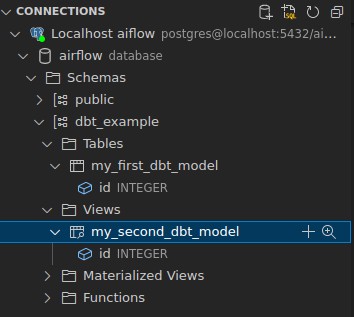 CONNECTIONS
Localhost aiflow postgres@localhost:5432/ai...
airflow database
Schemas
public
dbt_example
Tables
my_first_dbt_model
id INTEGER
Views
my_second_dbt_model
id INTEGER
Materialized Views
Functions